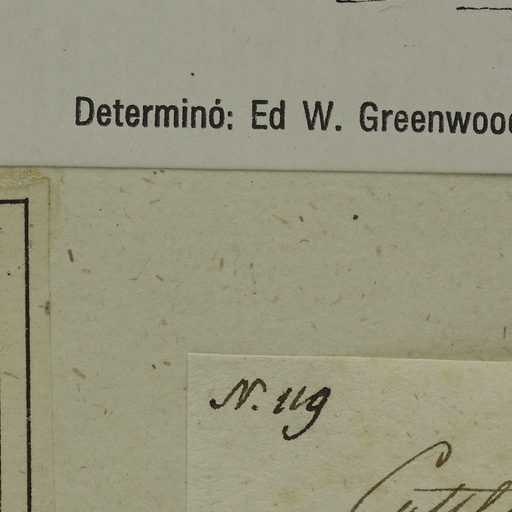 Determinó: Ed W. Greenwood
N. 119